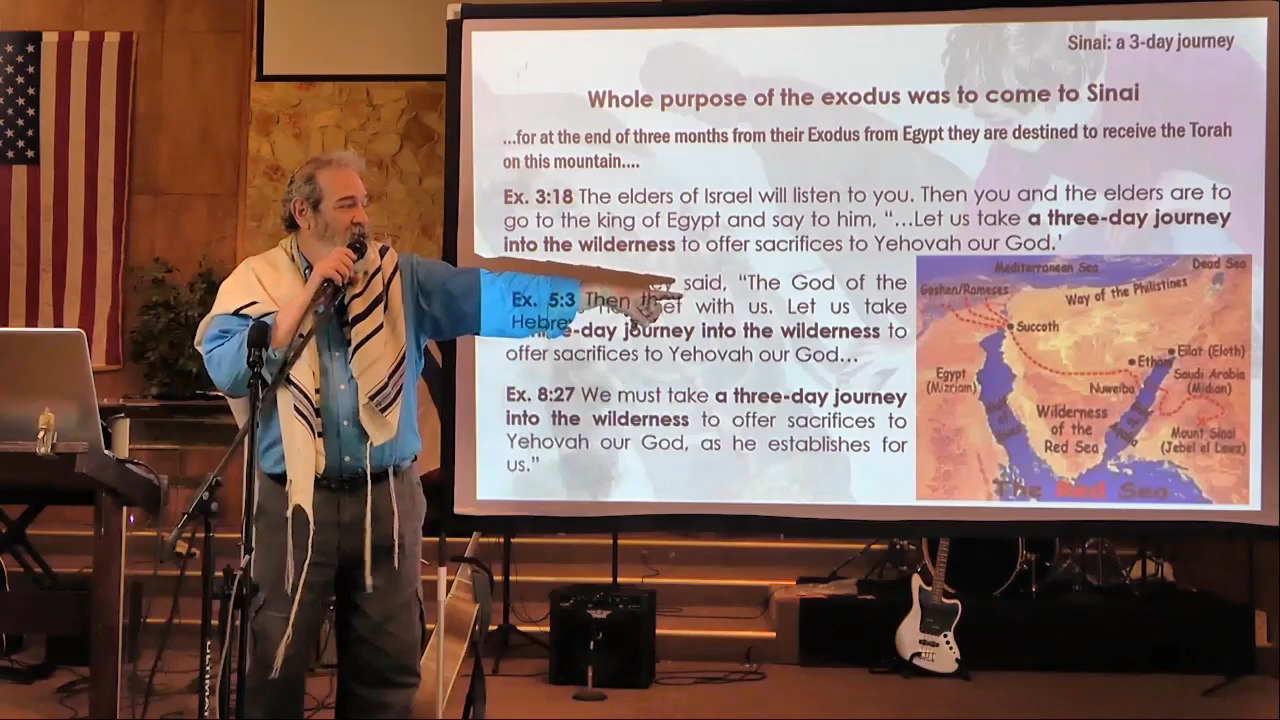 Sinai: a 3-day journey
Whole purpose of the exodus was to come to Sinai
...for at the end of three months from their Exodus from Egypt they are destined to receive the Torah
on this mountain....
Ex. 3:18 The elders of Israel will listen to you. Then you and the elders are to
go to the king of Egypt and say to him, “...Let us take a three-day journey
into the wilderness to offer sacrifices to Yehovah our God.'
Ex. 5:3 Then said, “The God of the
with us. Let us take
-day journey into the wilderness to
offer sacrifices to Yehovah our God...
Ex. 8:27 We must take a three-day journey
into the wilderness to offer sacrifices to
Yehovah our God, as he establishes for
us.”
Mediterranean Sea
Dead Sea
Goshen/Rameses
Way of the Philistines
Succoth
Etham
Eilat (Eloth)
Egypt
(Mizriam)
Nuweiba
Saudi Arabia
(Midian)
Wilderness
of the
Red Sea
Mount Sinai
(Jebel el Lawz)
The Red Sea